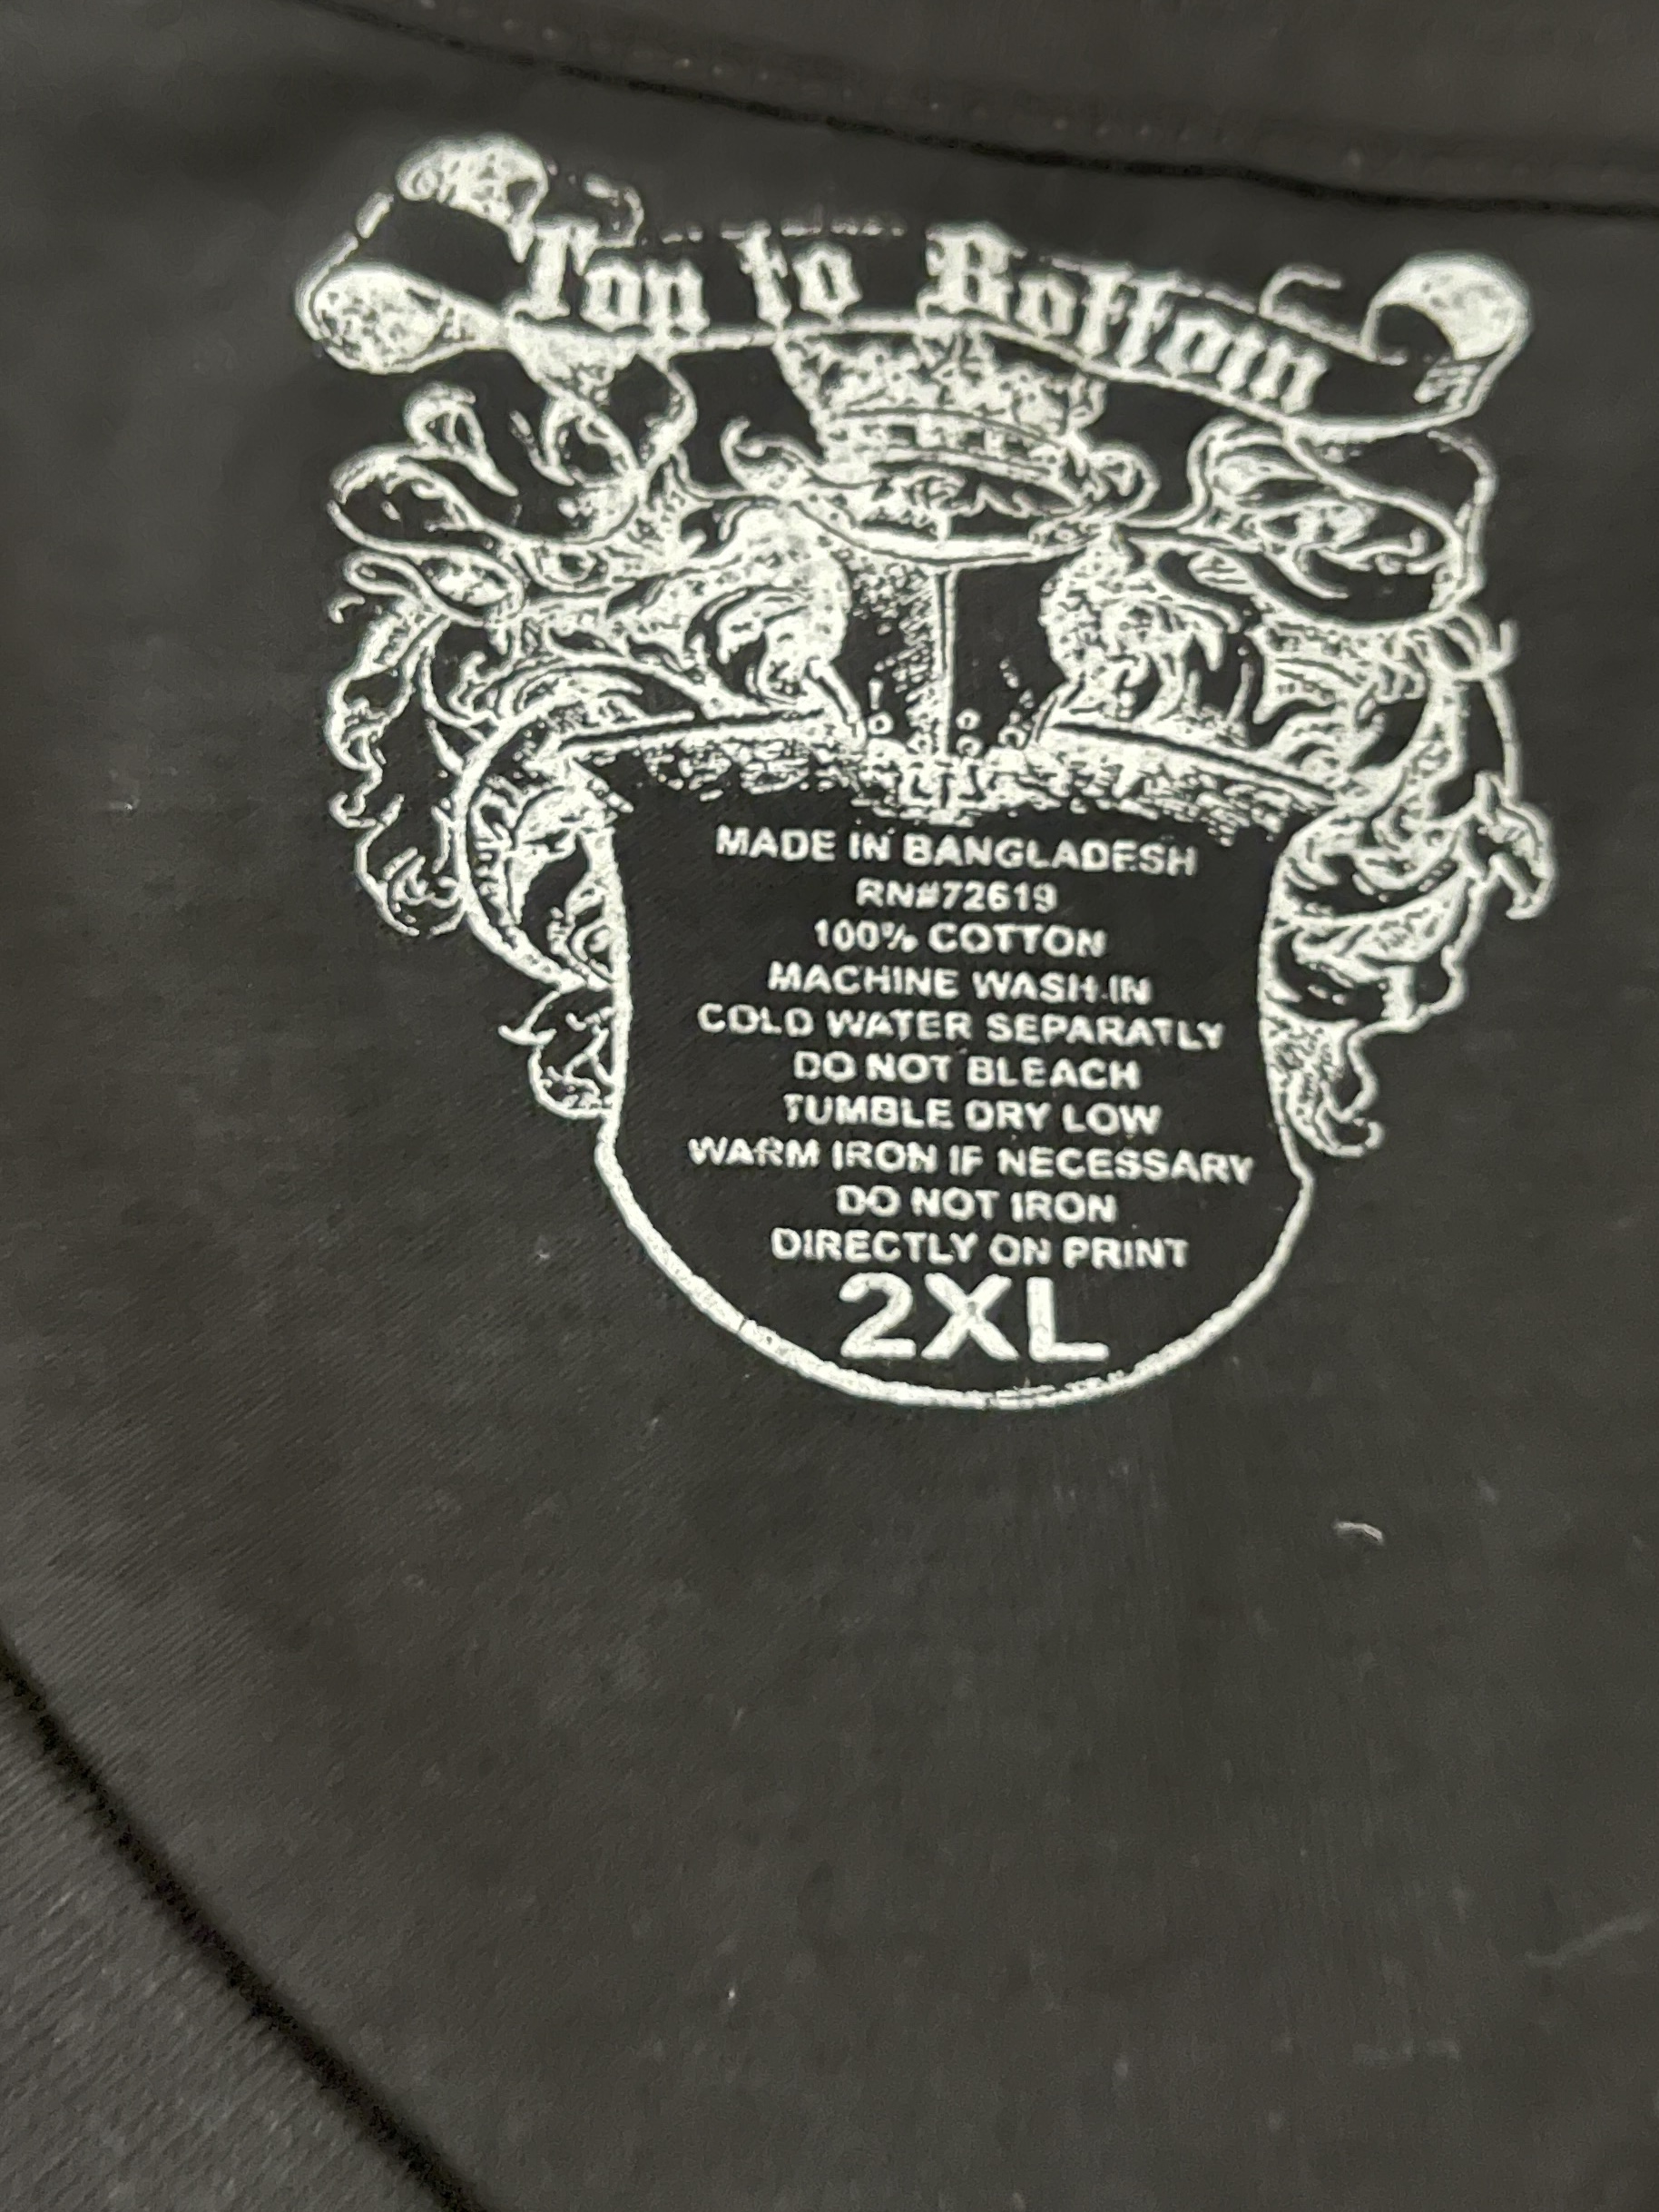 Top to Bottom
MADE IN BANGLADESH
RN#72619
100% COTTON
MACHINE WASH IN
COLD WATER SEPARATLY
DO NOT BLEACH
TUMBLE DRY LOW
WARM IRON IF NECESSARY
DO NOT IRON
DIRECTLY ON PRINT
2XL